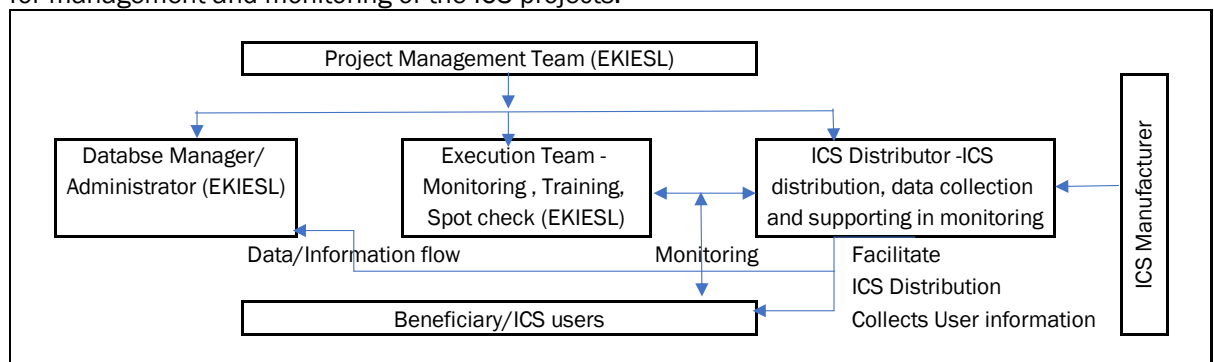 for management and monitoring of the ICS projects.
Project Management Team (EKIESL)
Databse Manager/
Administrator (EKIESL)
Execution Team -
Monitoring , Training,
Spot check (EKIESL)
ICS Distributor -ICS
distribution, data collection
and supporting in monitoring
ICS Manufacturer
Data/Information flow
Monitoring
Facilitate
ICS Distribution
Collects User information
Beneficiary/ICS users